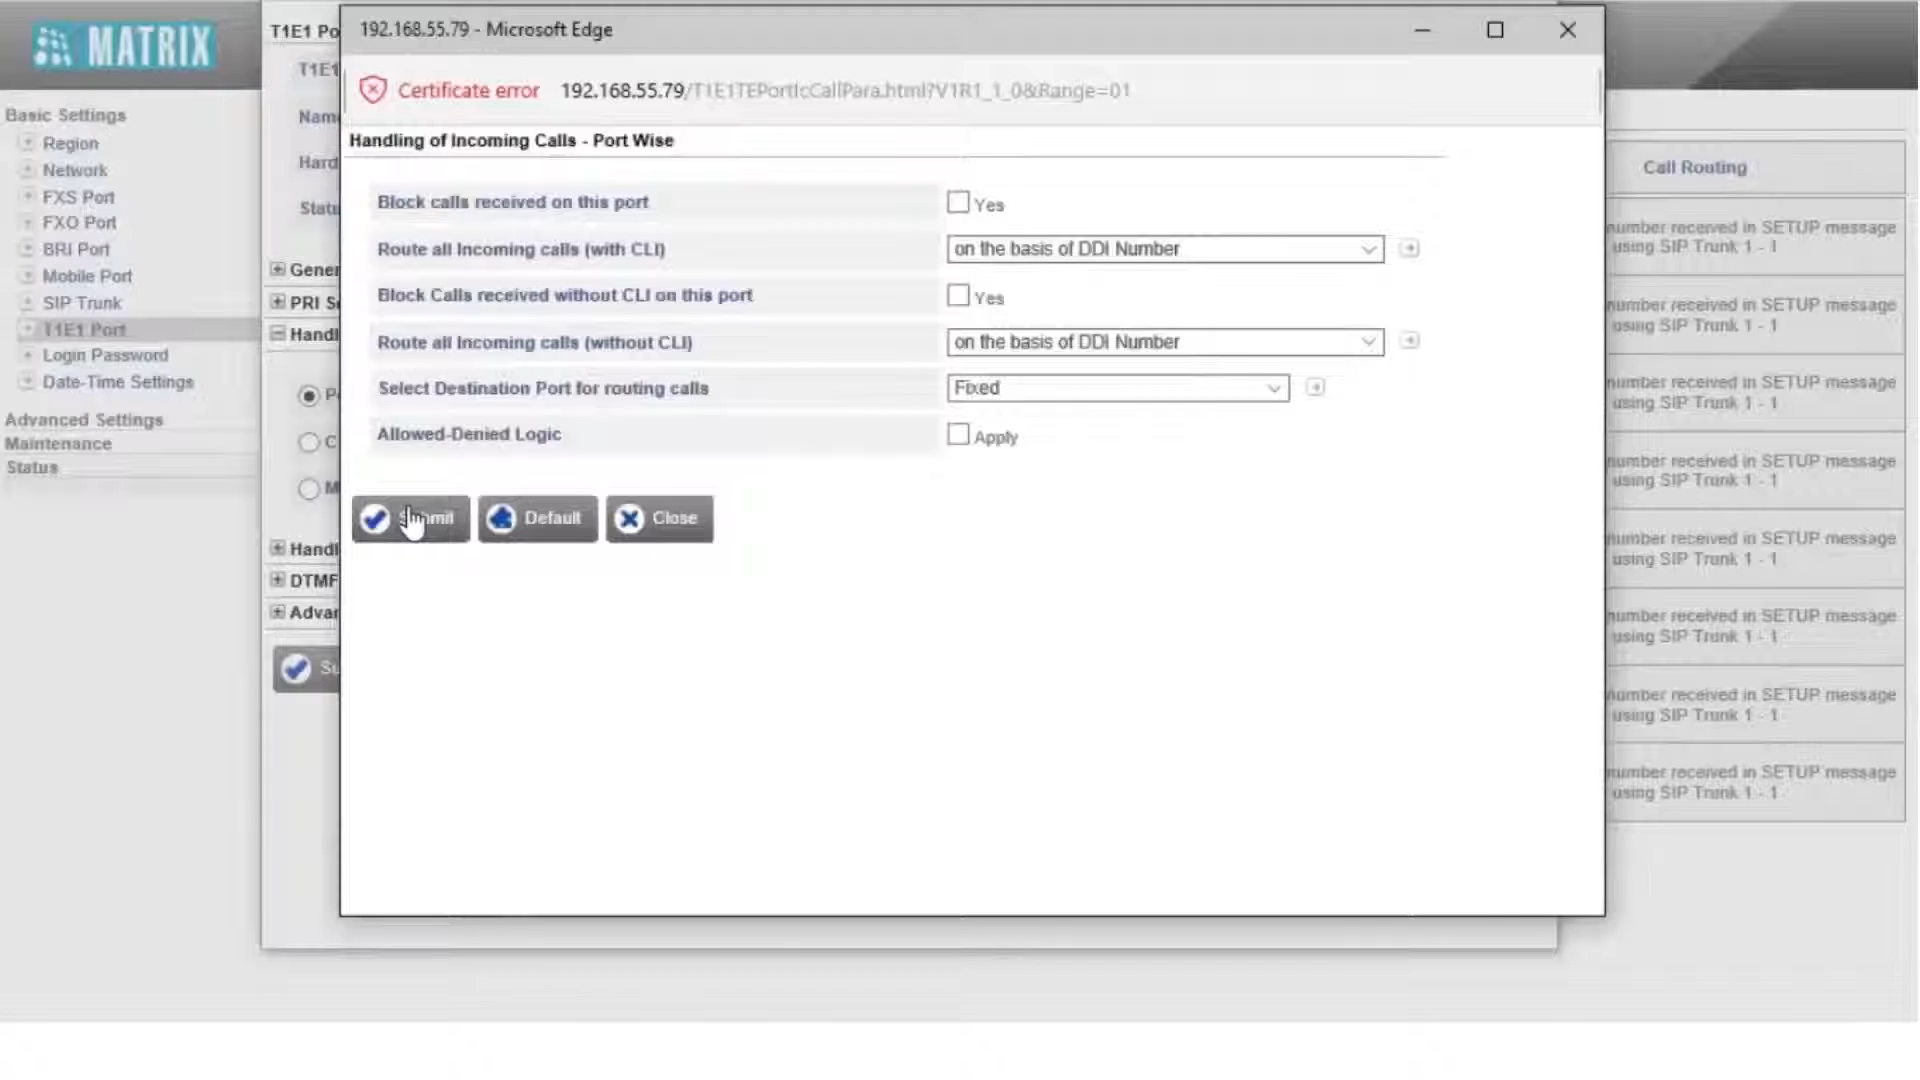 MATRIX
Basic Settings
Region
Network
FXS Port
FXO Port
BRI Port
Mobile Port
SIP Trunk
T1E1 Port
Login Password
Date-Time Settings
Advanced Settings
Maintenance
Status
T1E1 Po
T1E1
Name
Hard
Statu
Gener
PRI S
Handl
P
C
M
Handl
DTMF
Advan
Su
192.168.55.79 - Microsoft Edge
Certificate error 192.168.55.79/T1E1TEPortIcCallPara.html?V1R1_1_0&Range=01
Handling of Incoming Calls - Port Wise
Block calls received on this port Yes
Route all Incoming calls (with CLI) on the basis of DDI Number
Block Calls received without CLI on this port Yes
Route all Incoming calls (without CLI) on the basis of DDI Number
Select Destination Port for routing calls Fixed
Allowed-Denied Logic Apply
Submit Default Close
Call Routing
number received in SETUP message
using SIP Trunk 1 - 1
number received in SETUP message
using SIP Trunk 1 - 1
number received in SETUP message
using SIP Trunk 1 - 1
number received in SETUP message
using SIP Trunk 1 - 1
number received in SETUP message
using SIP Trunk 1 - 1
number received in SETUP message
using SIP Trunk 1 - 1
number received in SETUP message
using SIP Trunk 1 - 1
number received in SETUP message
using SIP Trunk 1 - 1